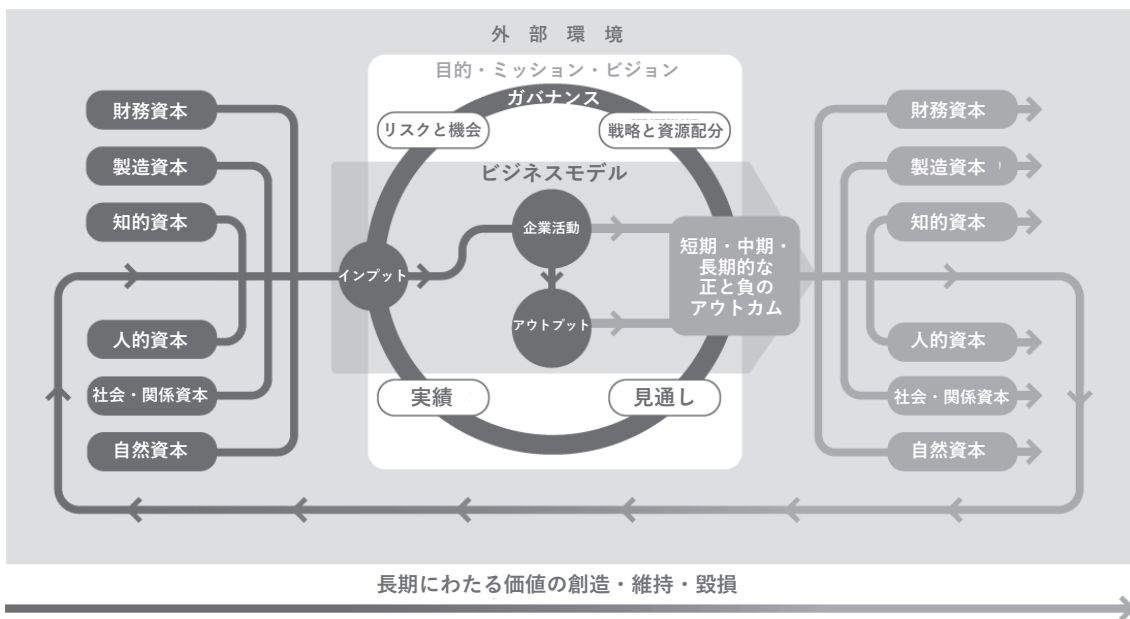 外部環境
目的・ミッション・ビジョン
ガバナンス
リスクと機会
戦略と資源配分
ビジネスモデル
財務資本
製造資本
知的資本
人的資本
社会・関係資本
自然資本
インプット
企業活動
アウトプット
短期・中期・
長期的な
正と負の
アウトカム
実績
見通し
財務資本
製造資本
知的資本
人的資本
社会・関係資本
自然資本
長期にわたる価値の創造・維持・毀損